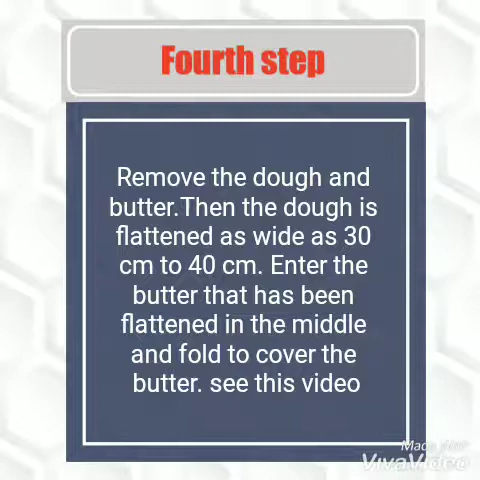 Fourth step
Remove the dough and
butter.Then the dough is
flattened as wide as 30
cm to 40 cm. Enter the
butter that has been
flattened in the middle
and fold to cover the
butter. see this video
VivaVideo